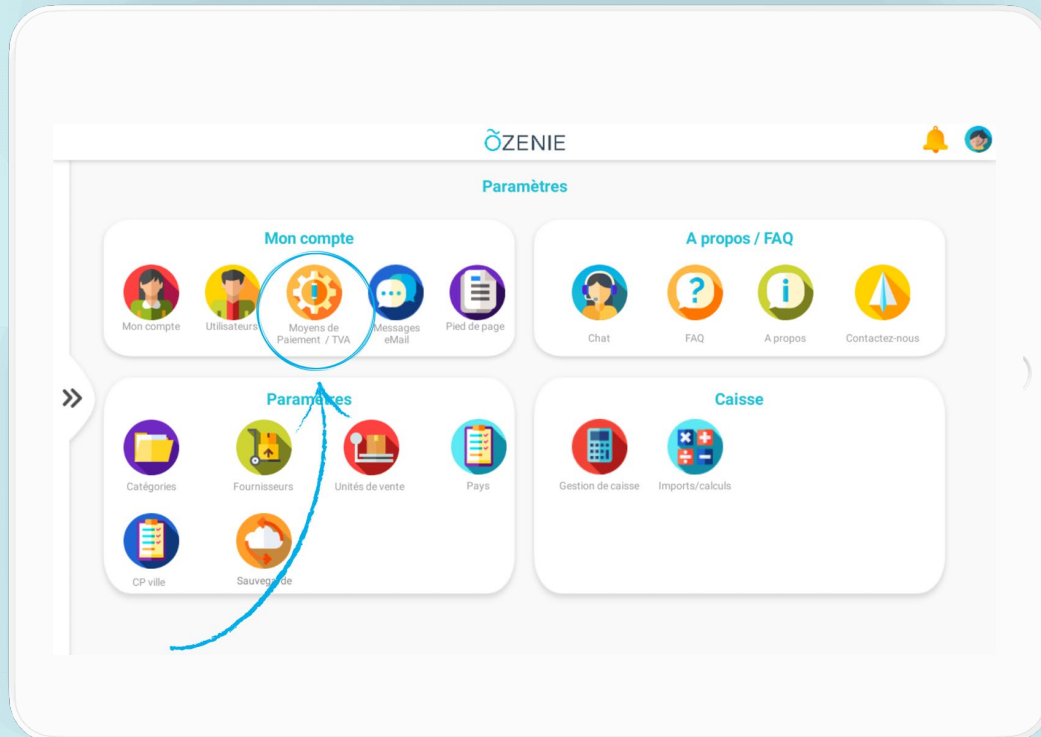 ÕZENIE
Paramètres
Mon compte
Mon compte
Utilisateurs
Moyens de
Paiement / TVA
Messages
eMail
Pied de page
A propos / FAQ
Chat
FAQ
A propos
Contactez-nous
Paramètres
Catégories
Fournisseurs
Unités de vente
Pays
CP ville
Sauvegarde
Caisse
Gestion de caisse
Imports/calculs